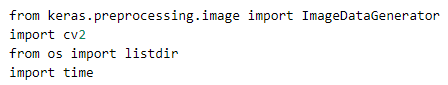 from keras.preprocessing.image import ImageDataGenerator
import cv2
from os import listdir
import time